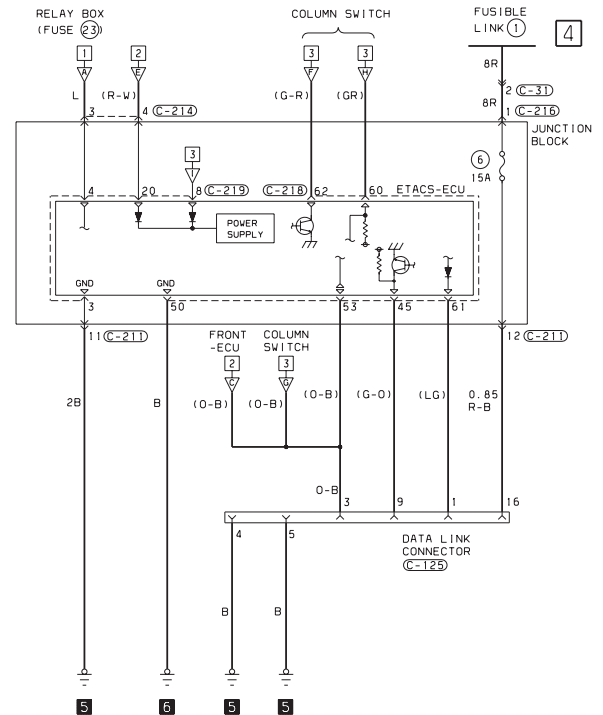 RELAY BOX
(FUSE 23)
COLUMN SWITCH
FUSIBLE
LINK 1
4
1
2
3
3
A
E
F
H
8R
L
(R-W)
(G-R)
(GR)
2 C-31
8R
3
4 C-214
1 C-216
JUNCTION
BLOCK
3
6
15A
4
20
8 C-219
C-218 62
60
ETACS-ECU
POWER
SUPPLY
GND
GND
3
50
53
45
61
11 C-211
12 C-211
FRONT
-ECU
COLUMN
SWITCH
2
3
C
G
2B
B
(O-B)
(O-B)
(O-B)
(G-O)
(LG)
0.85
R-B
O-B
3
9
1
16
4
5
DATA LINK
CONNECTOR
C-125
B
B
5
6
5
5